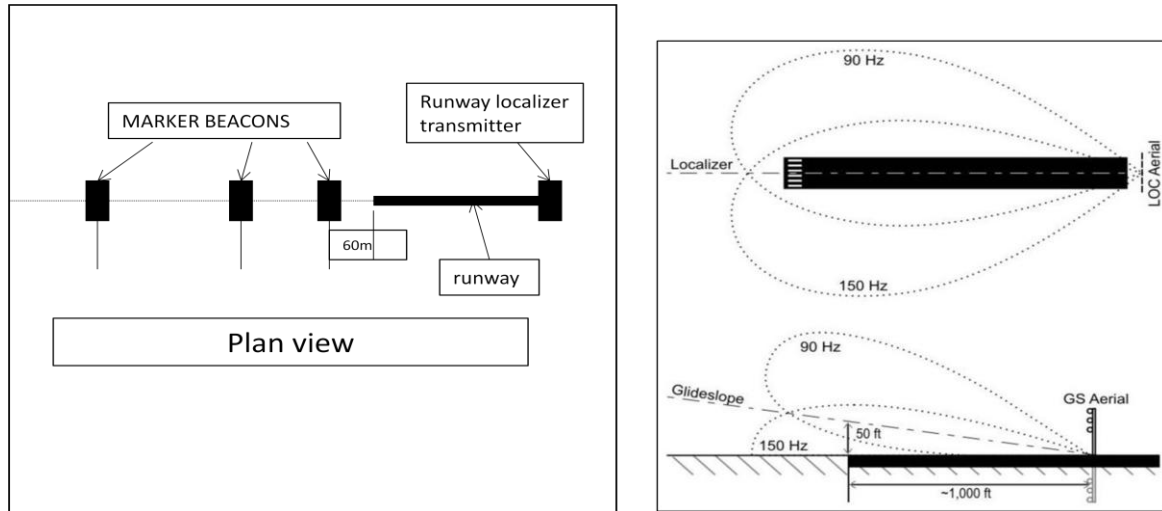 MARKER BEACONS
Runway localizer
transmitter
60m
runway
Plan view
90 Hz
Localizer
LOC Aerial
150 Hz
90 Hz
Glideslope
GS Aerial
50 ft
150 Hz
~1,000 ft